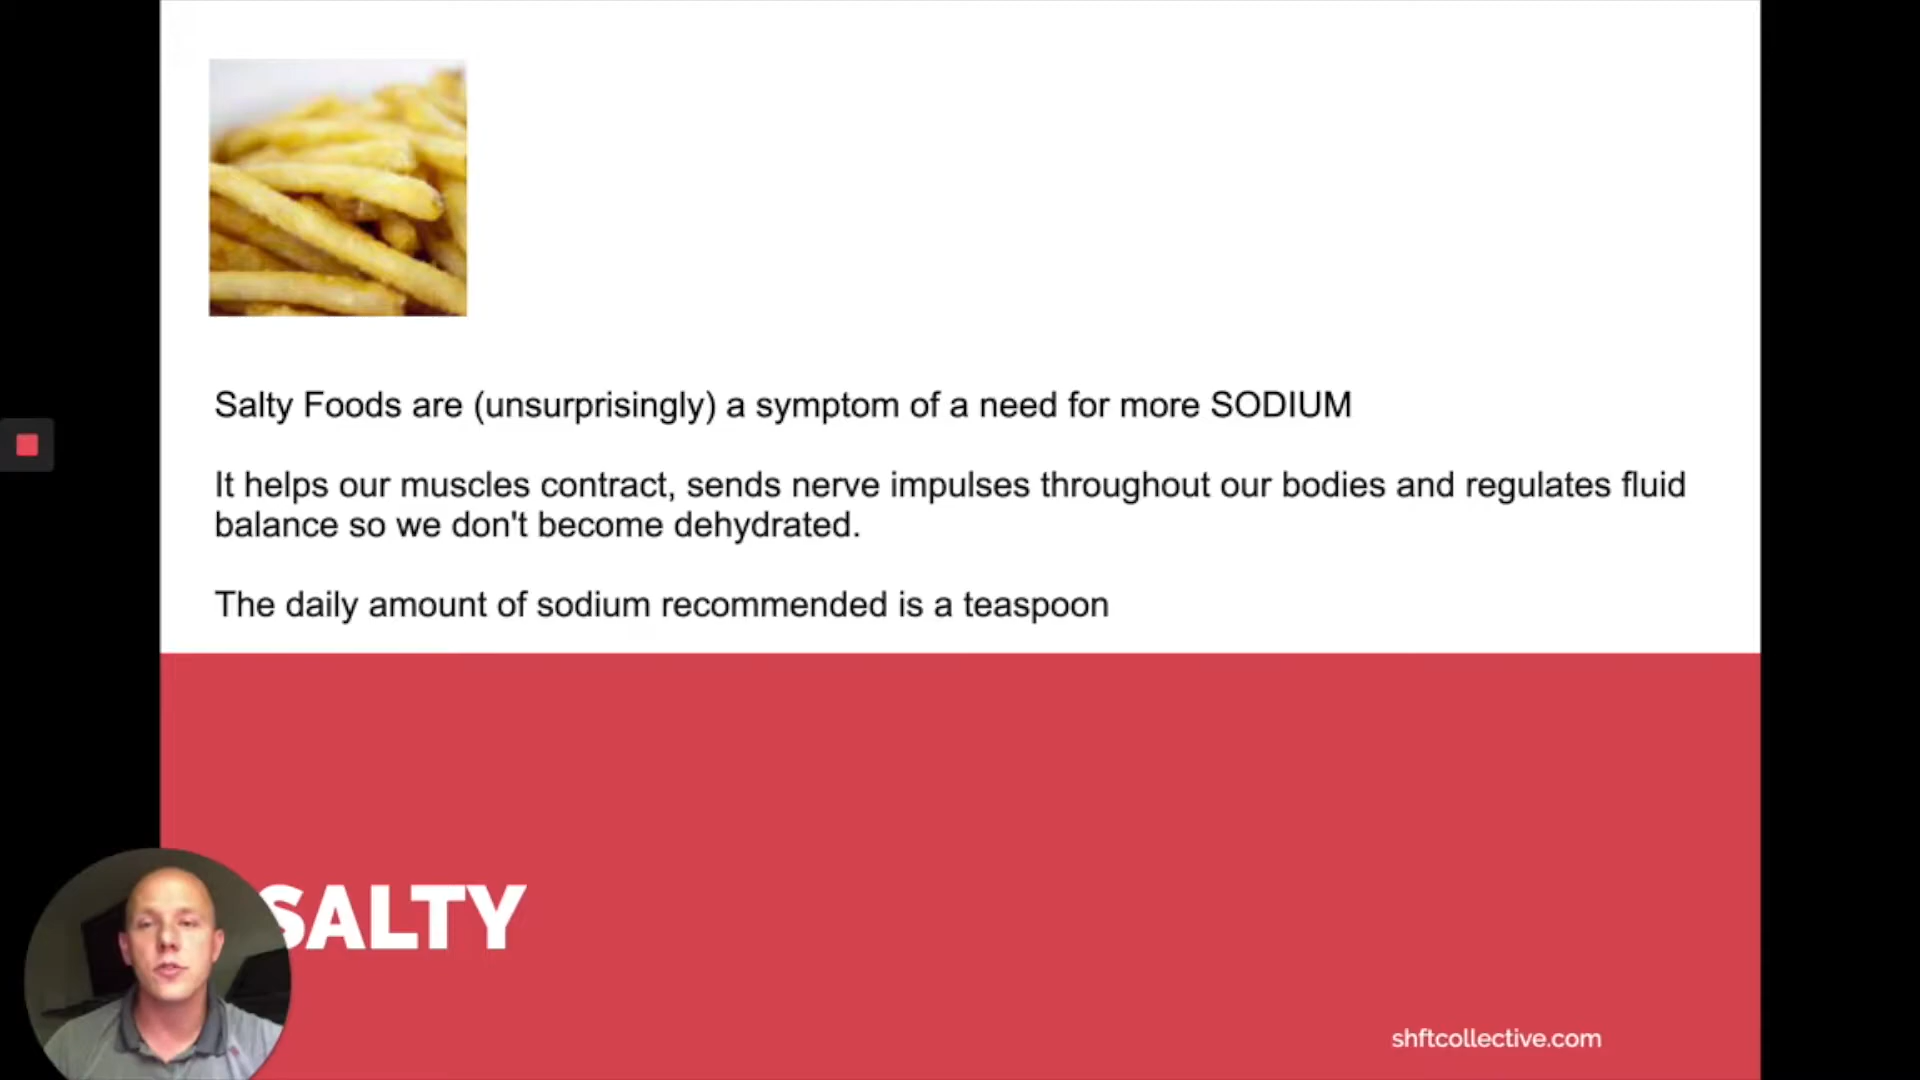 Salty Foods are (unsurprisingly) a symptom of a need for more SODIUM
It helps our muscles contract, sends nerve impulses throughout our bodies and regulates fluid
balance so we don't become dehydrated.
The daily amount of sodium recommended is a teaspoon
SALTY
shftcollective.com